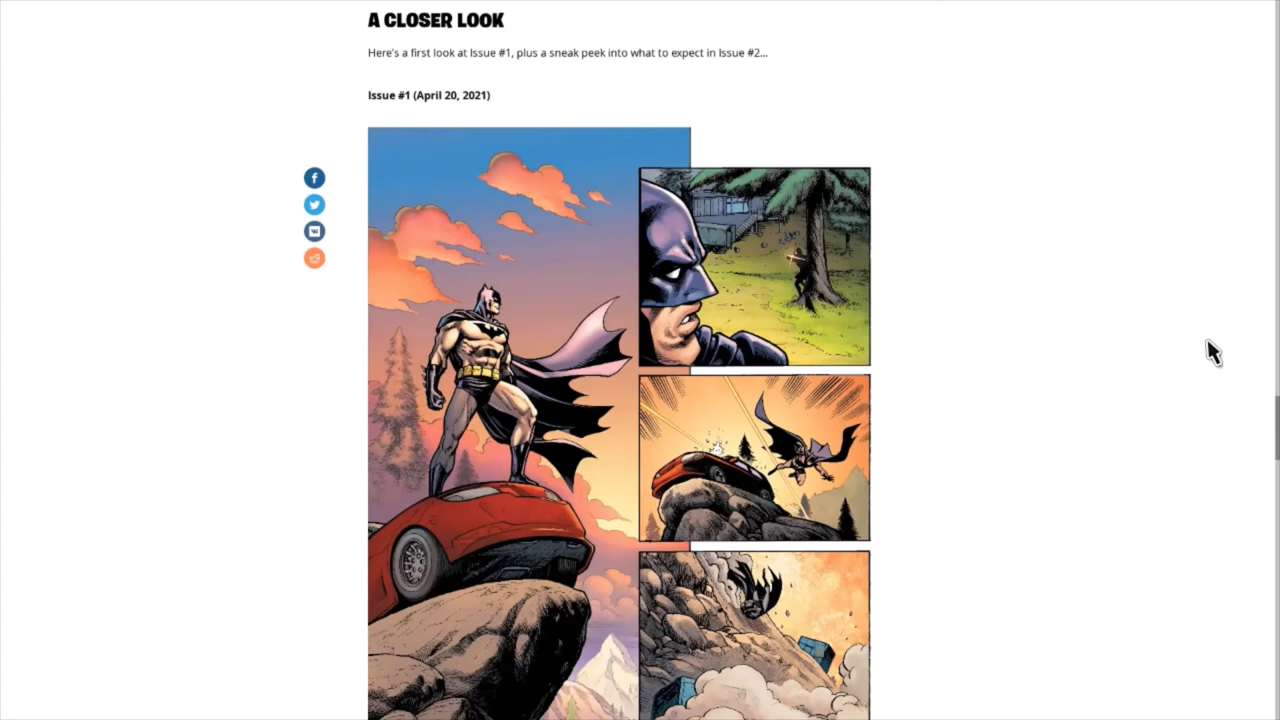 A CLOSER LOOK
Here's a first look at Issue #1, plus a sneak peek into what to expect in Issue #2...
Issue #1 (April 20, 2021)